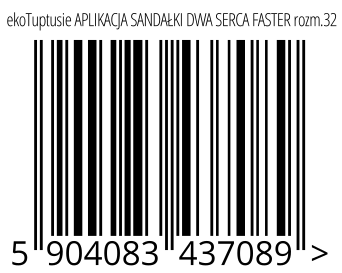 ekoTuptusie APLIKACJA SANDAŁKI DWA SERCA FASTER rozm.32
5 904083 437089 >